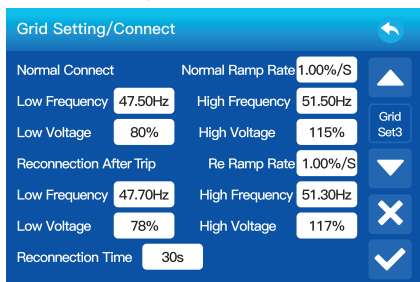 Grid Setting/Connect
Normal Connect Normal Ramp Rate 1.00%/S
Low Frequency 47.50Hz High Frequency 51.50Hz
Low Voltage 80% High Voltage 115%
Grid
Set3
Reconnection After Trip Re Ramp Rate 1.00%/S
Low Frequency 47.70Hz High Frequency 51.30Hz
Low Voltage 78% High Voltage 117%
Reconnection Time 30s